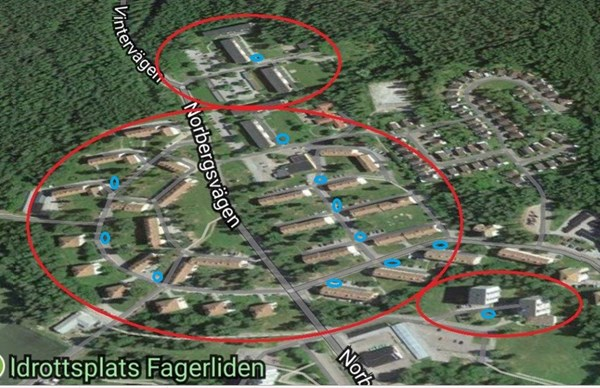 Vintervägen
Norbergsvägen
Norb
Idrottsplats Fagerliden